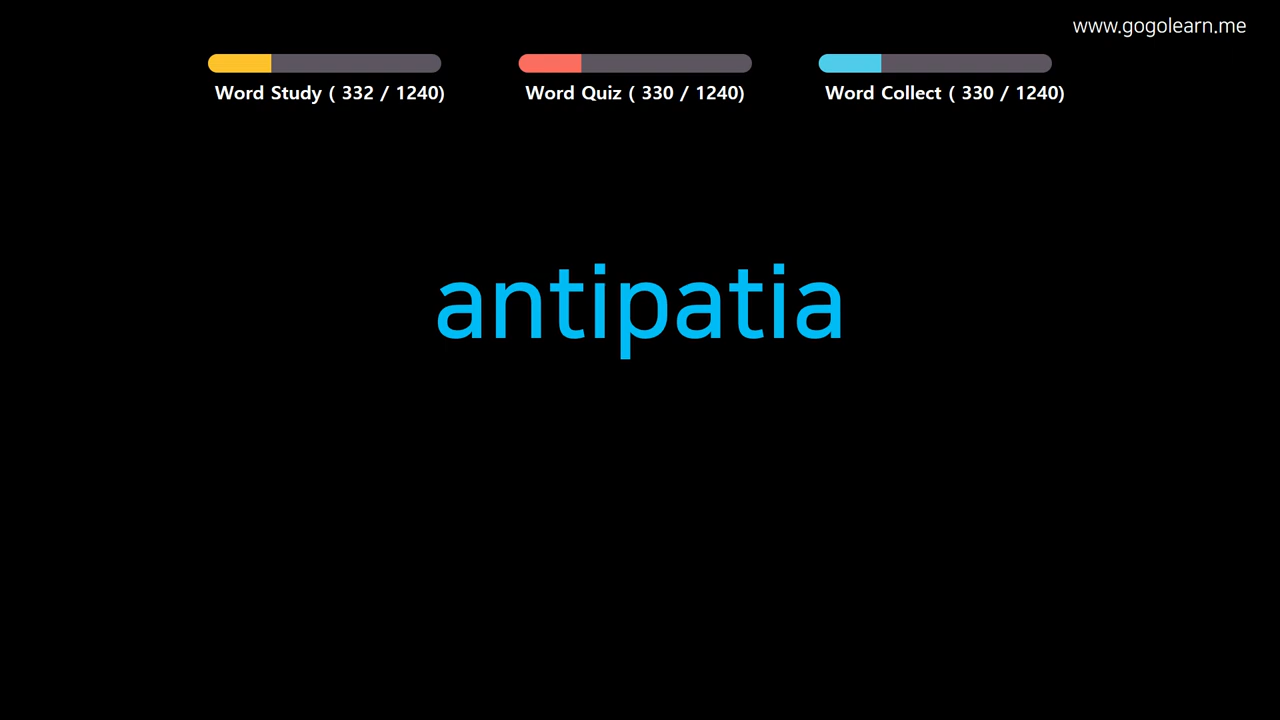 www.gogolearn.me
Word Study ( 332 / 1240)
Word Quiz ( 330 / 1240)
Word Collect ( 330 / 1240)
antipatia